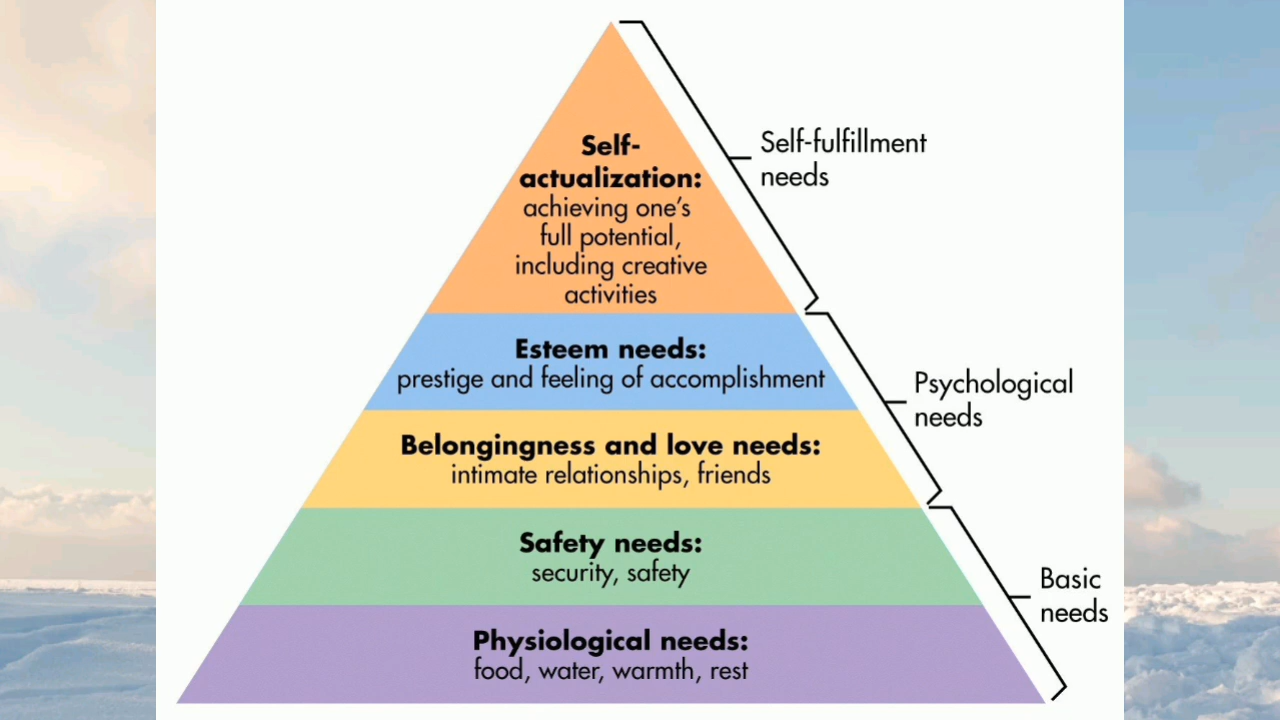 Self-
actualization:
achieving one’s
full potential,
including creative
activities
Self-fulfillment
needs
Esteem needs:
prestige and feeling of accomplishment
Psychological
needs
Belongingness and love needs:
intimate relationships, friends
Safety needs:
security, safety
Basic
needs
Physiological needs:
food, water, warmth, rest